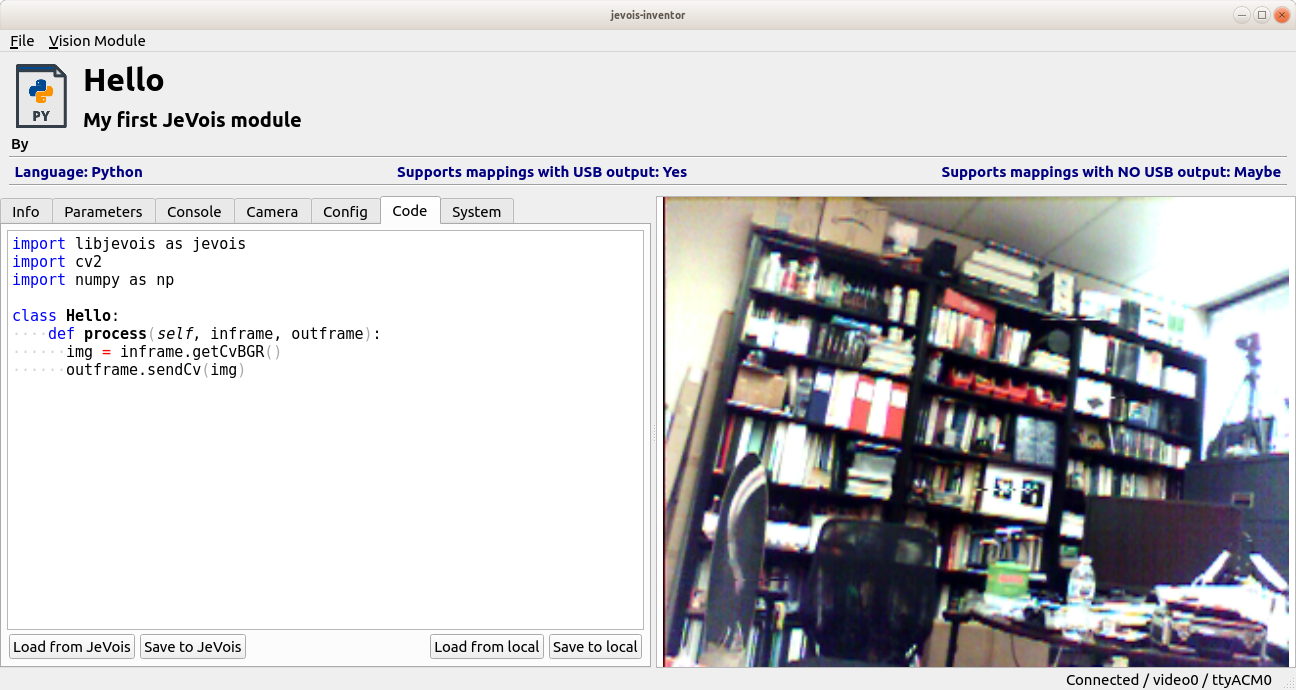 jevois-inventor
File Vision Module
PY
Hello
My first JeVois module
By
Language: Python Supports mappings with USB output: Yes Supports mappings with NO USB output: Maybe
Info Parameters Console Camera Config Code System
import libjevois as jevois
import cv2
import numpy as np
class Hello:
····def process(self, inframe, outframe):
······img = inframe.getCvBGR()
······outframe.sendCv(img)
Load from JeVois Save to JeVois Load from local Save to local
Connected / video0 / ttyACM0